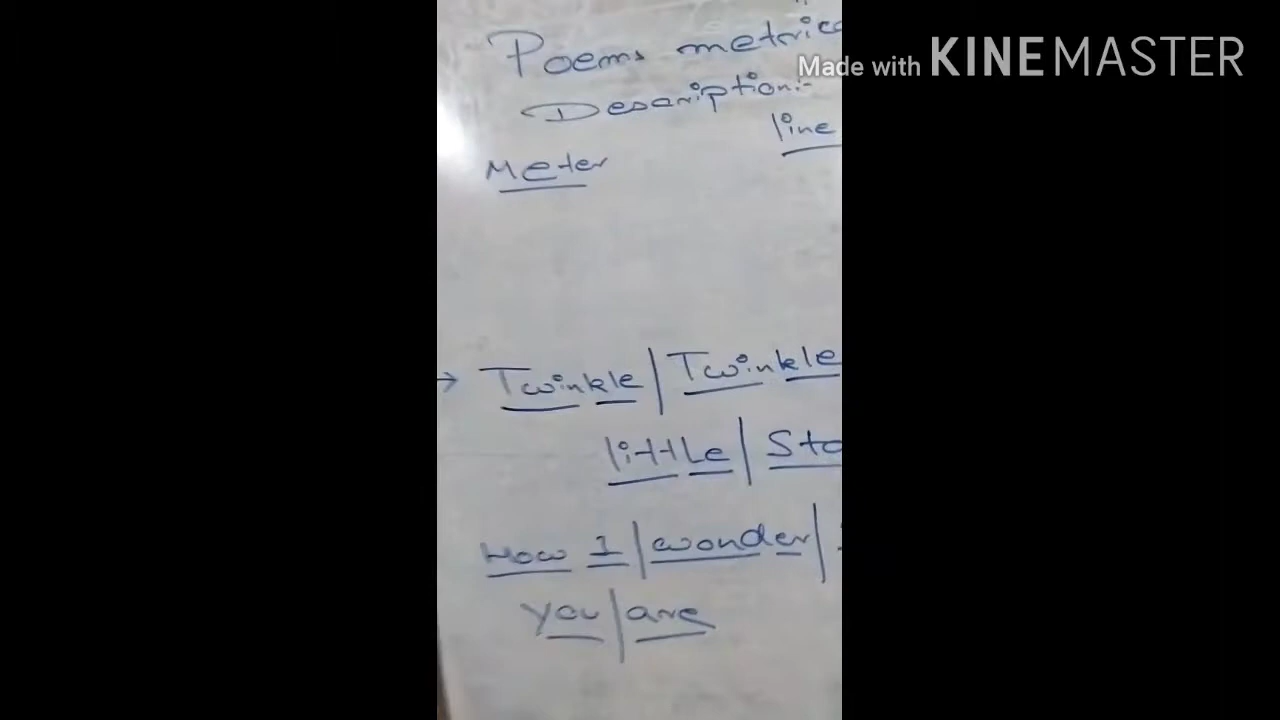 Poems metrica
Made with KINEMASTER
Description:-
line
Meter
→ Twinkle | Twinkle
little | Sta
How I | wonder |
you | are